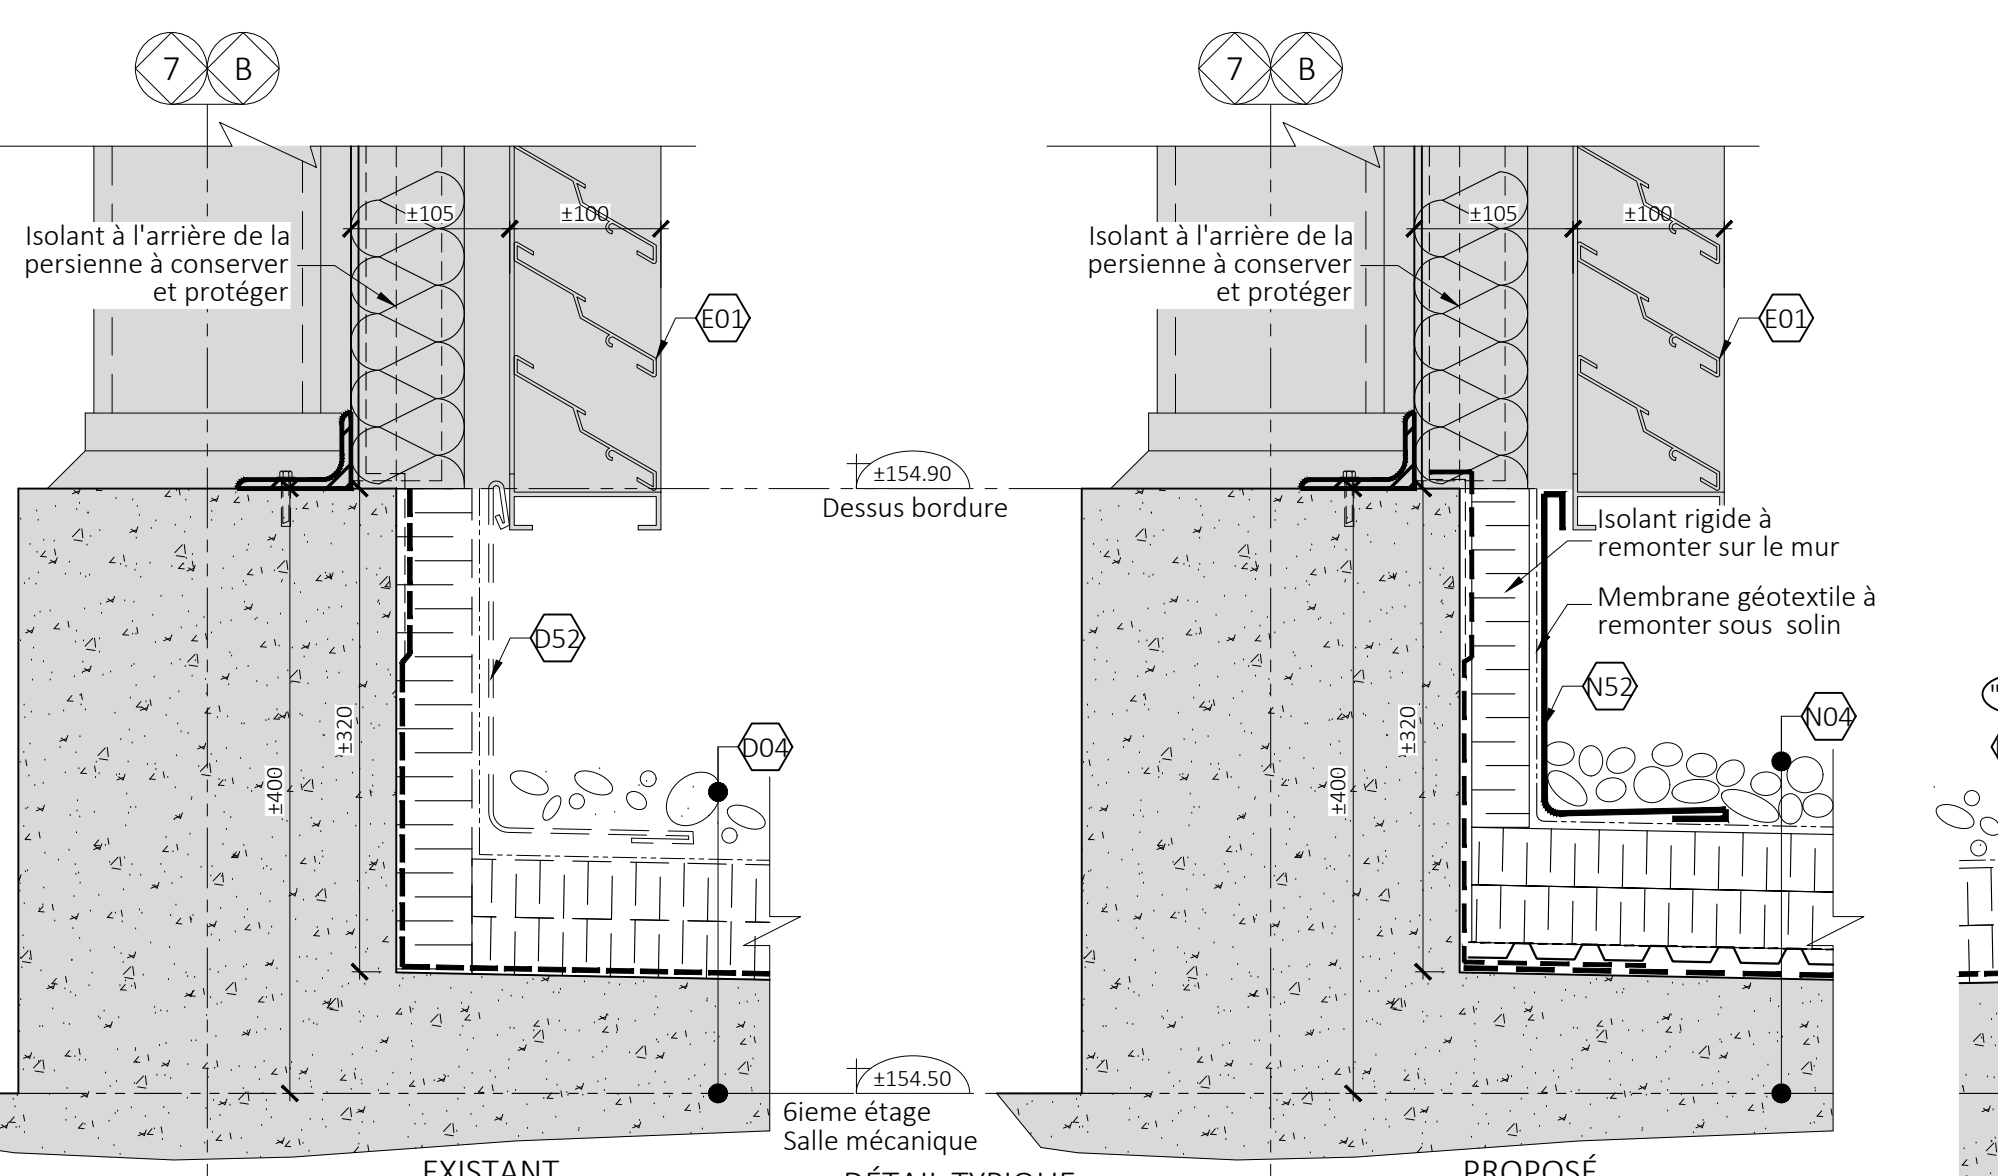 7 B
±105 ±100
Isolant à l'arrière de la
persienne à conserver
et protéger
E01
D52
D04
±320
±400
EXISTANT
±154.90
Dessus bordure
±154.50
6ieme étage
Salle mécanique
DÉTAIL TYPIQUE
7 B
±105 ±100
Isolant à l'arrière de la
persienne à conserver
et protéger
E01
Isolant rigide à
remonter sur le mur
Membrane géotextile à
remonter sous solin
N52
N04
±320
±400
PROPOSÉ